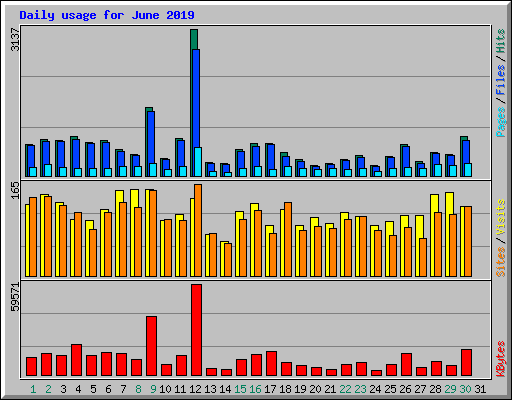 Daily usage for June 2019
3137
Pages / Files / Hits
165
Sites / Visits
59571
KBytes
1 2 3 4 5 6 7 8 9 10 11 12 13 14 15 16 17 18 19 20 21 22 23 24 25 26 27 28 29 30 31